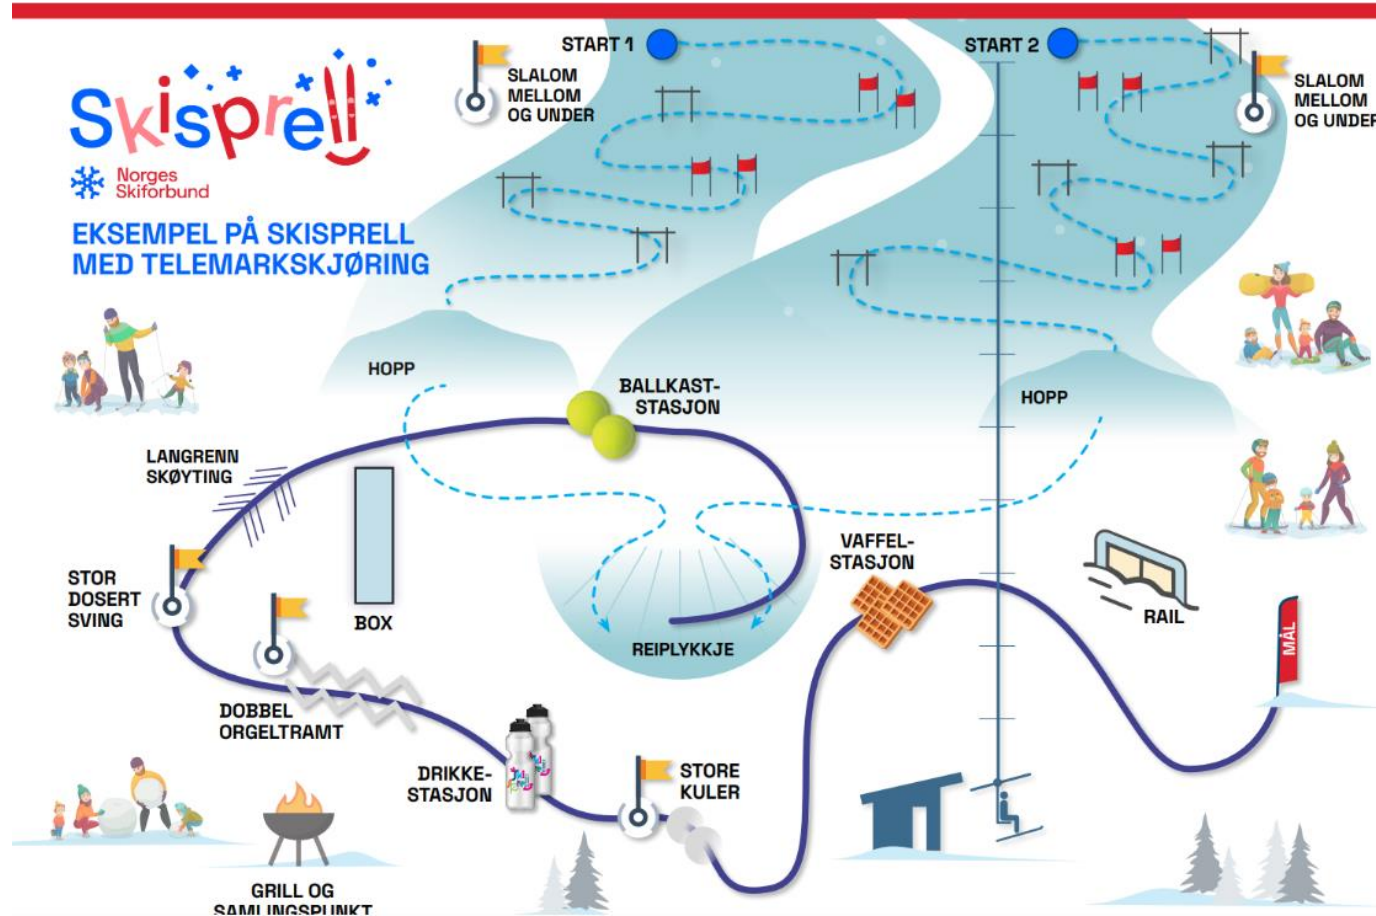 Skisprell
Norges
Skiforbund
EKSEMPEL PÅ SKISPRELL
MED TELEMARKSKJØRING
START 1
SLALOM
MELLOM
OG UNDER
START 2
SLALOM
MELLOM
OG UNDER
HOPP
BALLKAST-
STASJON
HOPP
LANGRENN
SKØYTING
STOR
DOSERT
SVING
BOX
VAFFEL-
STASJON
RAIL
REIPLYKKJE
MÅL
DOBBEL
ORGELTRAMT
DRIKKE-
STASJON
STORE
KULER
GRILL OG
SAMLINGSPUNKT